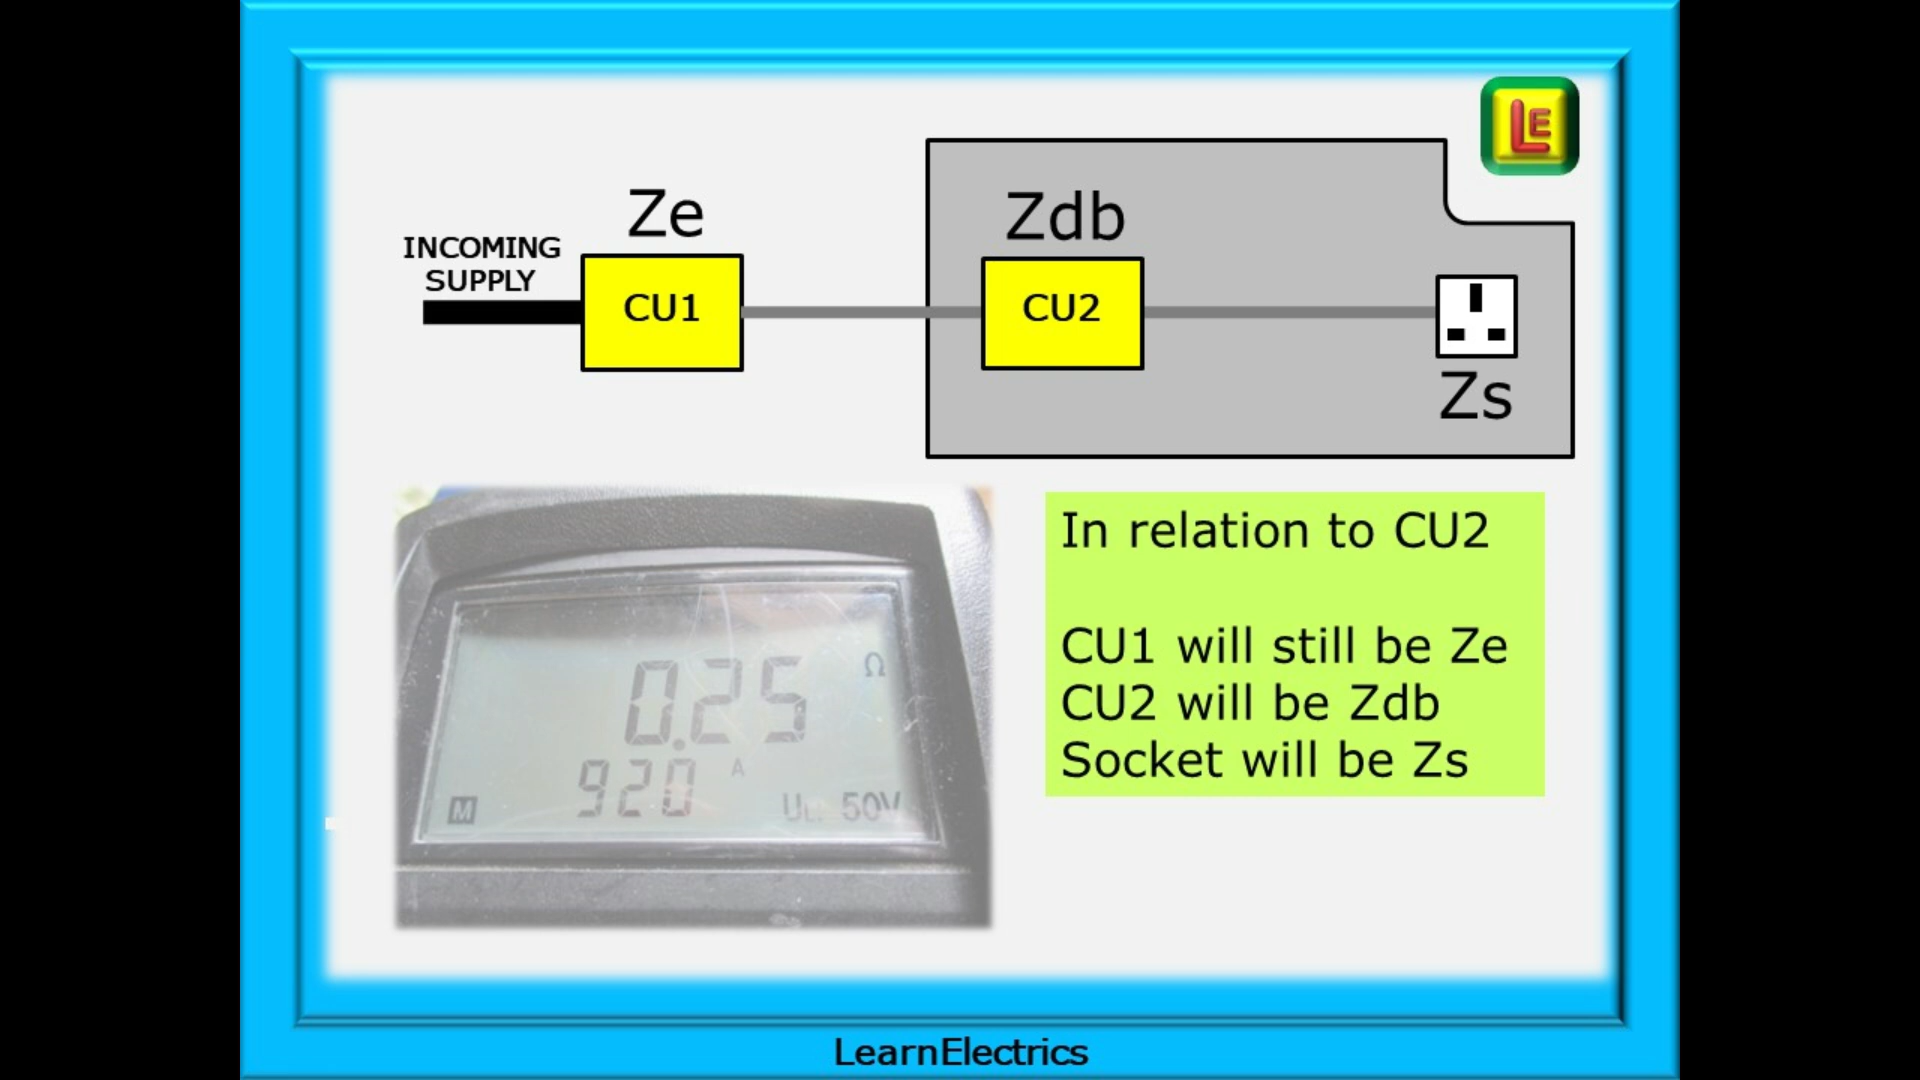 LE
Ze
Zdb
INCOMING
SUPPLY
CU1
CU2
Zs
0.25 Ω
920 A
M
UL: 50V
In relation to CU2
CU1 will still be Ze
CU2 will be Zdb
Socket will be Zs
LearnElectrics